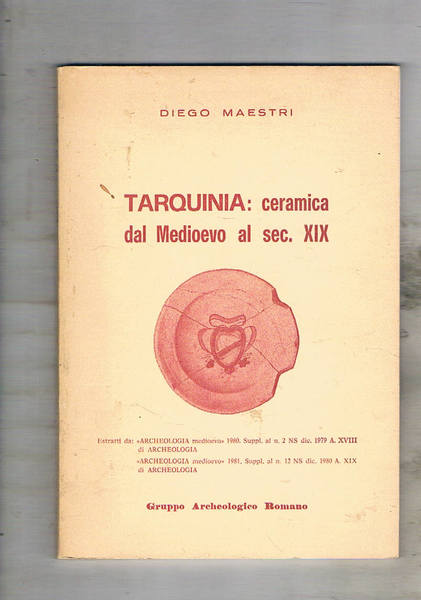 DIEGO MAESTRI
TARQUINIA: ceramica
dal Medioevo al sec. XIX
Estratti da: «ARCHEOLOGIA medioevo» 1980. Suppl. al n. 2 NS dic. 1979 A. XVIII
di ARCHEOLOGIA
«ARCHEOLOGIA medioevo» 1981, Suppl. al n. 12 NS dic. 1980 A. XIX
di ARCHEOLOGIA
Gruppo Archeologico Romano